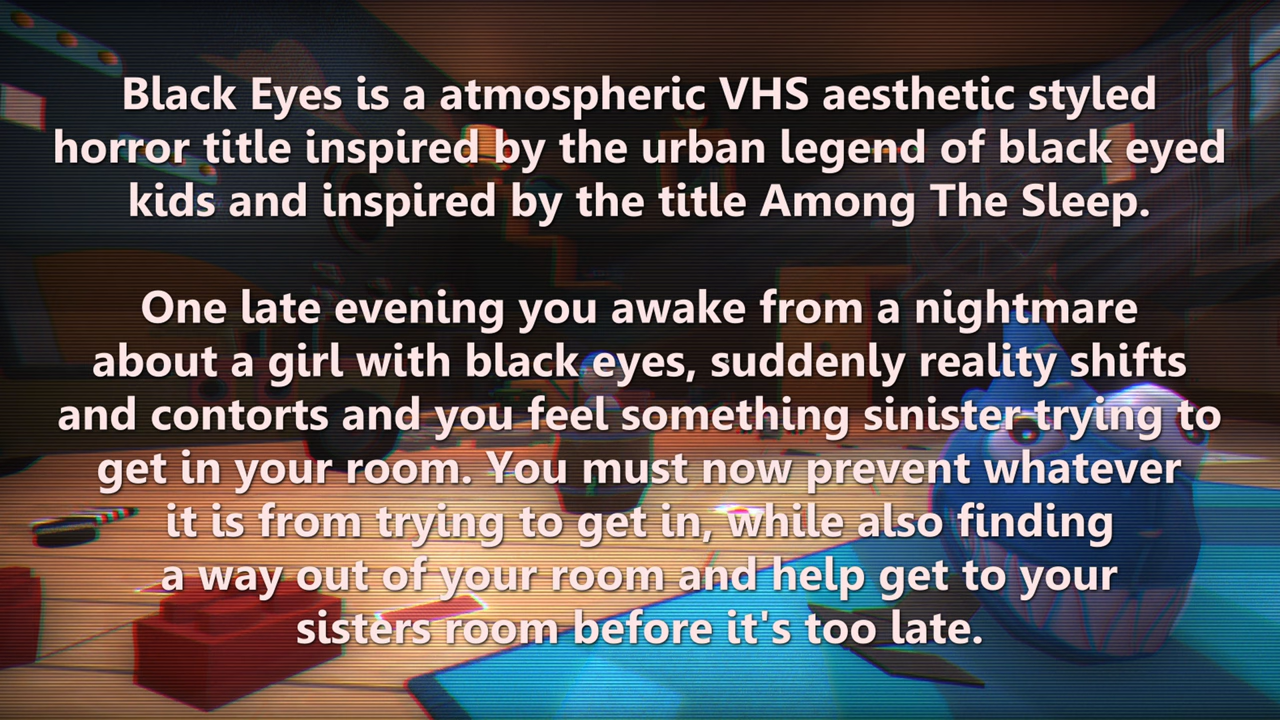 Black Eyes is a atmospheric VHS aesthetic styled
horror title inspired by the urban legend of black eyed
kids and inspired by the title Among The Sleep.
One late evening you awake from a nightmare
about a girl with black eyes, suddenly reality shifts
and contorts and you feel something sinister trying to
get in your room. You must now prevent whatever
it is from trying to get in, while also finding
a way out of your room and help get to your
sisters room before it's too late.